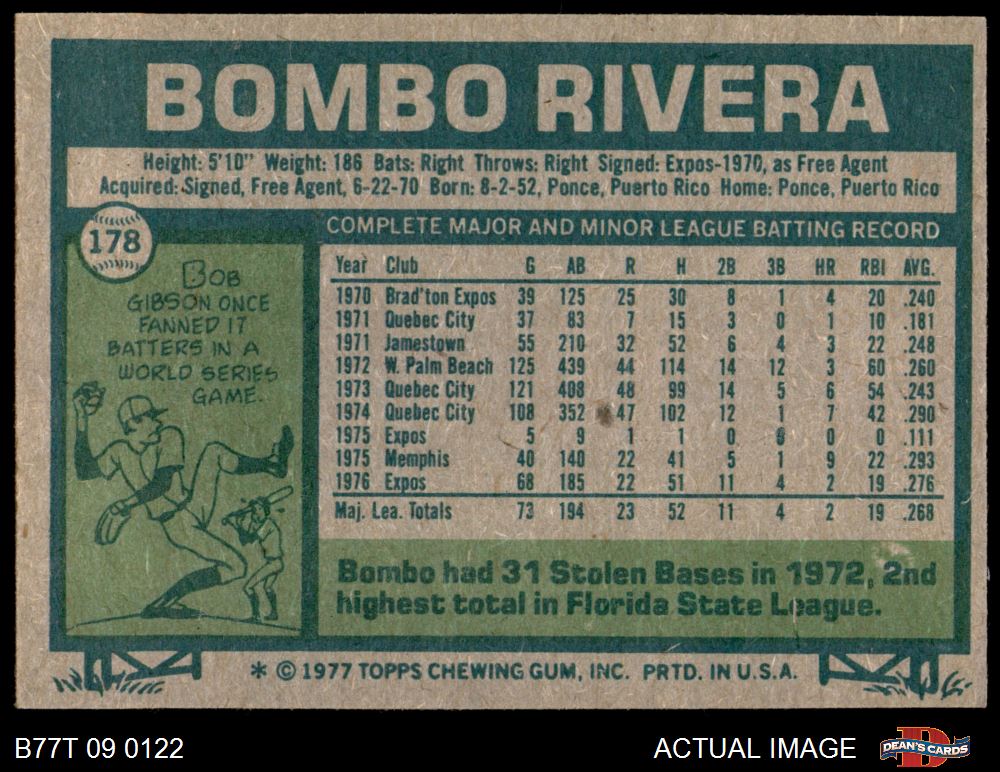 BOMBO RIVERA
Height: 5'10" Weight: 186 Bats: Right Throws: Right Signed: Expos-1970, as Free Agent
Acquired: Signed, Free Agent, 6-22-70 Born: 8-2-52, Ponce, Puerto Rico Home: Ponce, Puerto Rico
178
BOB
GIBSON ONCE
FANNED 17
BATTERS IN A
WORLD SERIES
GAME.
COMPLETE MAJOR AND MINOR LEAGUE BATTING RECORD
Year Club G AB R H 2B 3B HR RBI AVG.
1970 Brad'ton Expos 39 125 25 30 8 1 4 20 .240
1971 Quebec City 37 83 7 15 3 0 1 10 .181
1971 Jamestown 55 210 32 52 6 4 3 22 .248
1972 W. Palm Beach 125 439 44 114 14 12 3 60 .260
1973 Quebec City 121 408 48 99 14 5 6 54 .243
1974 Quebec City 108 352 47 102 12 1 7 42 .290
1975 Expos 5 9 1 1 0 0 0 0 .111
1975 Memphis 40 140 22 41 5 1 9 22 .293
1976 Expos 68 185 22 51 11 4 2 19 .276
Maj. Lea. Totals 73 194 23 52 11 4 2 19 .268
Bombo had 31 Stolen Bases in 1972, 2nd
highest total in Florida State League.
* © 1977 TOPPS CHEWING GUM, INC. PRTD. IN U.S.A.
B77T 09 0122
ACTUAL IMAGE
DEAN'S CARDS